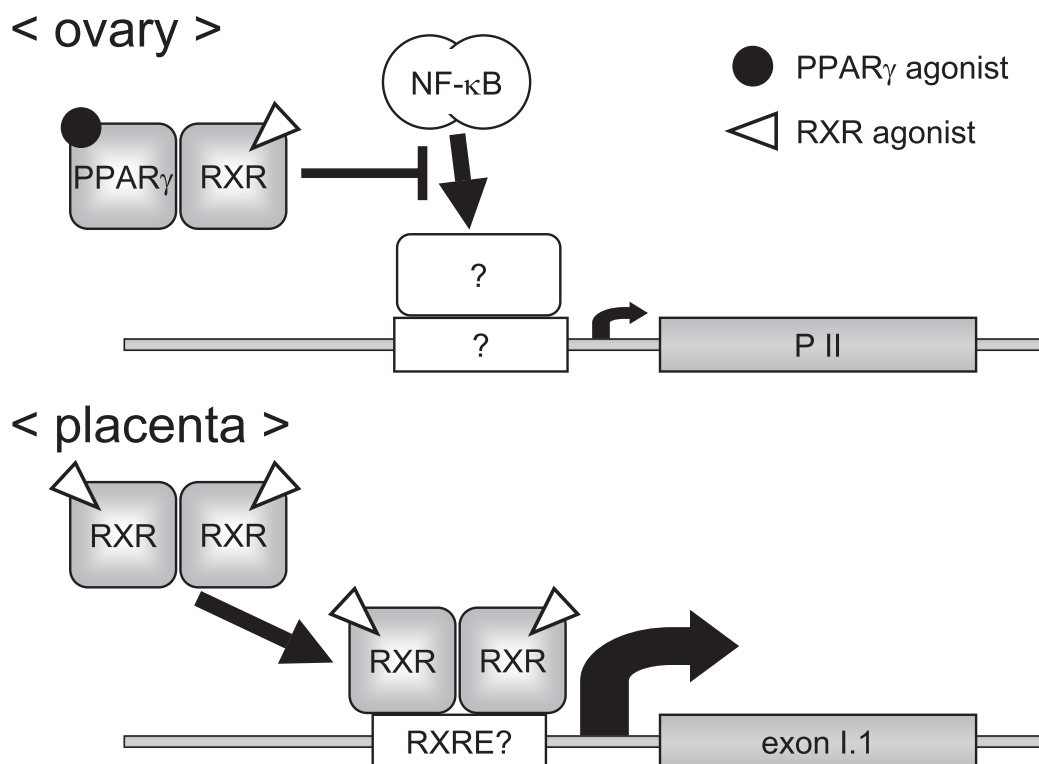 < ovary >
NF-κB
PPARγ agonist
RXR agonist
PPARγ
RXR
?
?
P II
< placenta >
RXR
RXR
RXR
RXR
RXRE?
exon I.1